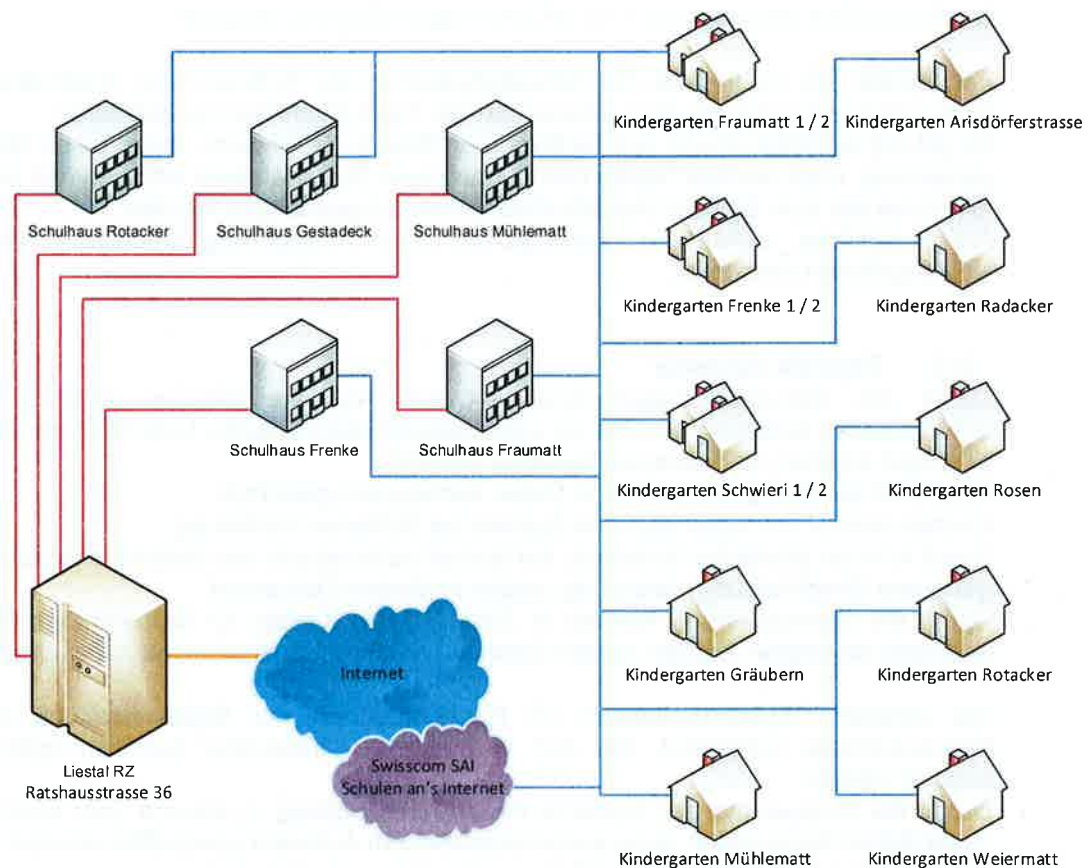 Kindergarten Fraumatt 1 / 2
Kindergarten Arisdörferstrasse
Schulhaus Rotacker
Schulhaus Gestadeck
Schulhaus Mühlematt
Kindergarten Frenke 1 / 2
Kindergarten Radacker
Schulhaus Frenke
Schulhaus Fraumatt
Kindergarten Schwieri 1 / 2
Kindergarten Rosen
Internet
Kindergarten Gräubern
Kindergarten Rotacker
Liestal RZ
Ratshausstrasse 36
Swisscom SAI
Schulen an's Internet
Kindergarten Mühlematt
Kindergarten Weiermatt